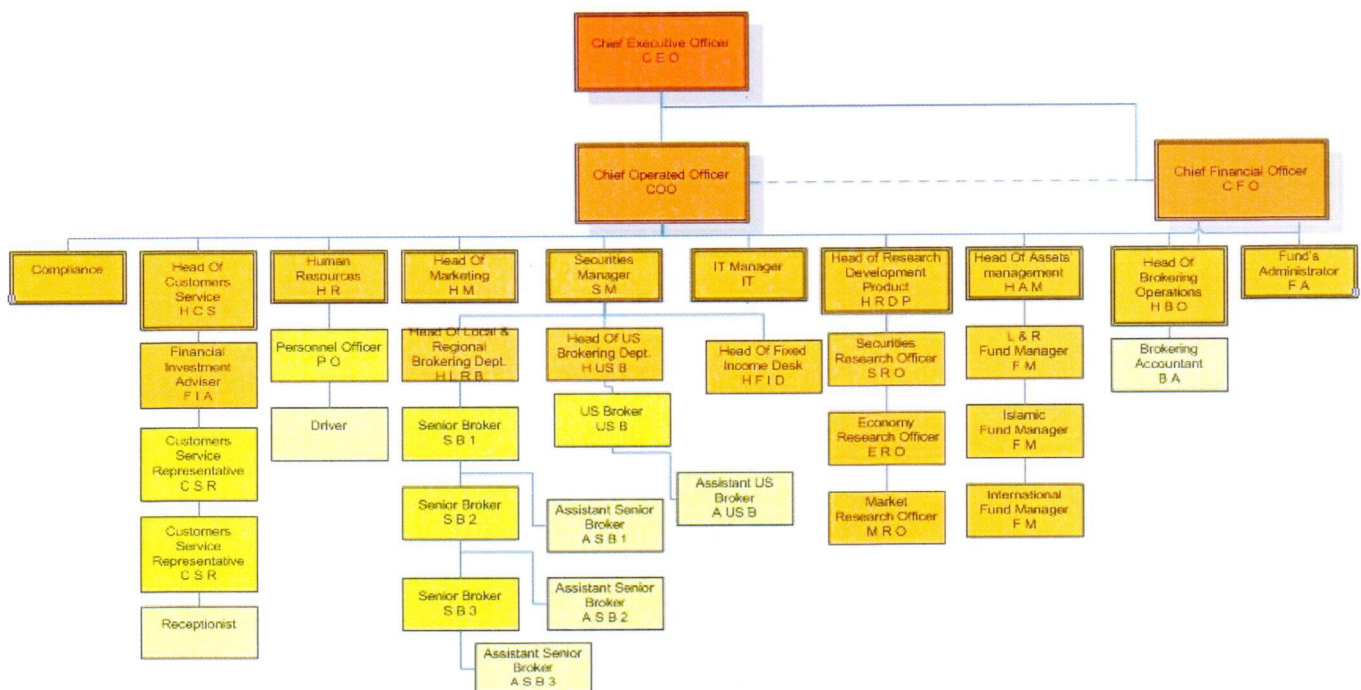 Chief Executive Officer
C E O
Chief Operated Officer
COO
Chief Financial Officer
C F O
Compliance
Head Of
Customers
Service
H C S
Human
Resources
H R
Head Of
Marketing
H M
Securities
Manager
S M
IT Manager
IT
Head of Research
Development
Product
H R D P
Head Of Assets'
management
H A M
Head Of
Brokering
Operations
H B O
Fund's
Administrator
F A
Financial
Investment
Adviser
F I A
Personnel Officer
P O
Head Of Local &
Regional
Brokering Dept.
H L R B
Head Of US
Brokering Dept.
H US B
Head Of Fixed
Income Desk
H F I D
Securities
Research Officer
S R O
L & R
Fund Manager
F M
Brokering
Accountant
B A
Driver
Senior Broker
S B 1
US Broker
US B
Economy
Research Officer
E R O
Islamic
Fund Manager
F M
Customers
Service
Representative
C S R
Senior Broker
S B 2
Assistant Senior
Broker
A S B 1
Assistant US
Broker
A US B
Market
Research Officer
M R O
International
Fund Manager
F M
Customers
Service
Representative
C S R
Senior Broker
S B 3
Assistant Senior
Broker
A S B 2
Receptionist
Assistant Senior
Broker
A S B 3